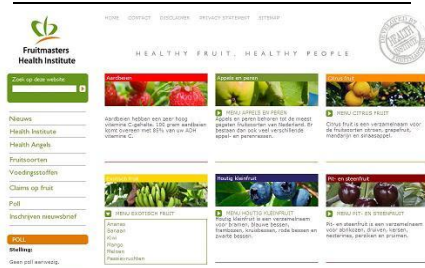 HOME CONTACT DISCLAIMER PRIVACY STATEMENT SITEMAP
Fruitmasters
Health Institute
HEALTHY FRUIT, HEALTHY PEOPLE
HEALTH INSTITUTE
Zoek op deze website:
Nieuws
Health Institute
Health Angels
Fruitsoorten
Voedingsstoffen
Claims op fruit
Poll
Inschrijven nieuwsbrief
POLL
Stelling:
Geen poll aanwezig.
Aardbeien
Aardbeien hebben een zeer hoog
vitamine C-gehalte. 100 gram aardbeien
komt overeen met 85% van uw ADH
vitamine C.
Appels en peren
MENU APPELS EN PEREN
Appels en peren behoren tot de meest
gegeten fruitsoorten van Nederland. Er
bestaan dan ook veel verschillende
appel- en perenrassen.
Citrus fruit
MENU CITRUS FRUIT
Citrus fruit is een verzamelnaam voor
de fruitsoorten citroen, grapefruit,
mandarijn en sinaasappel.
Exotisch fruit
MENU EXOTISCH FRUIT
Ananas
Banaan
Kiwi
Mango
Meloen
Passievruchten
Houtig kleinfruit
MENU HOUTIG KLEINFRUIT
Houtig kleinfruit is een verzamelnaam
voor bramen, blauwe bessen,
frambozen, kruisbessen, rode bessen en
zwarte bessen.
Pit- en steenfruit
MENU PIT- EN STEENFRUIT
Pit- en steenfruit is een verzamelnaam
voor abrikozen, druiven, kersen,
nectarines, perziken en pruimen.